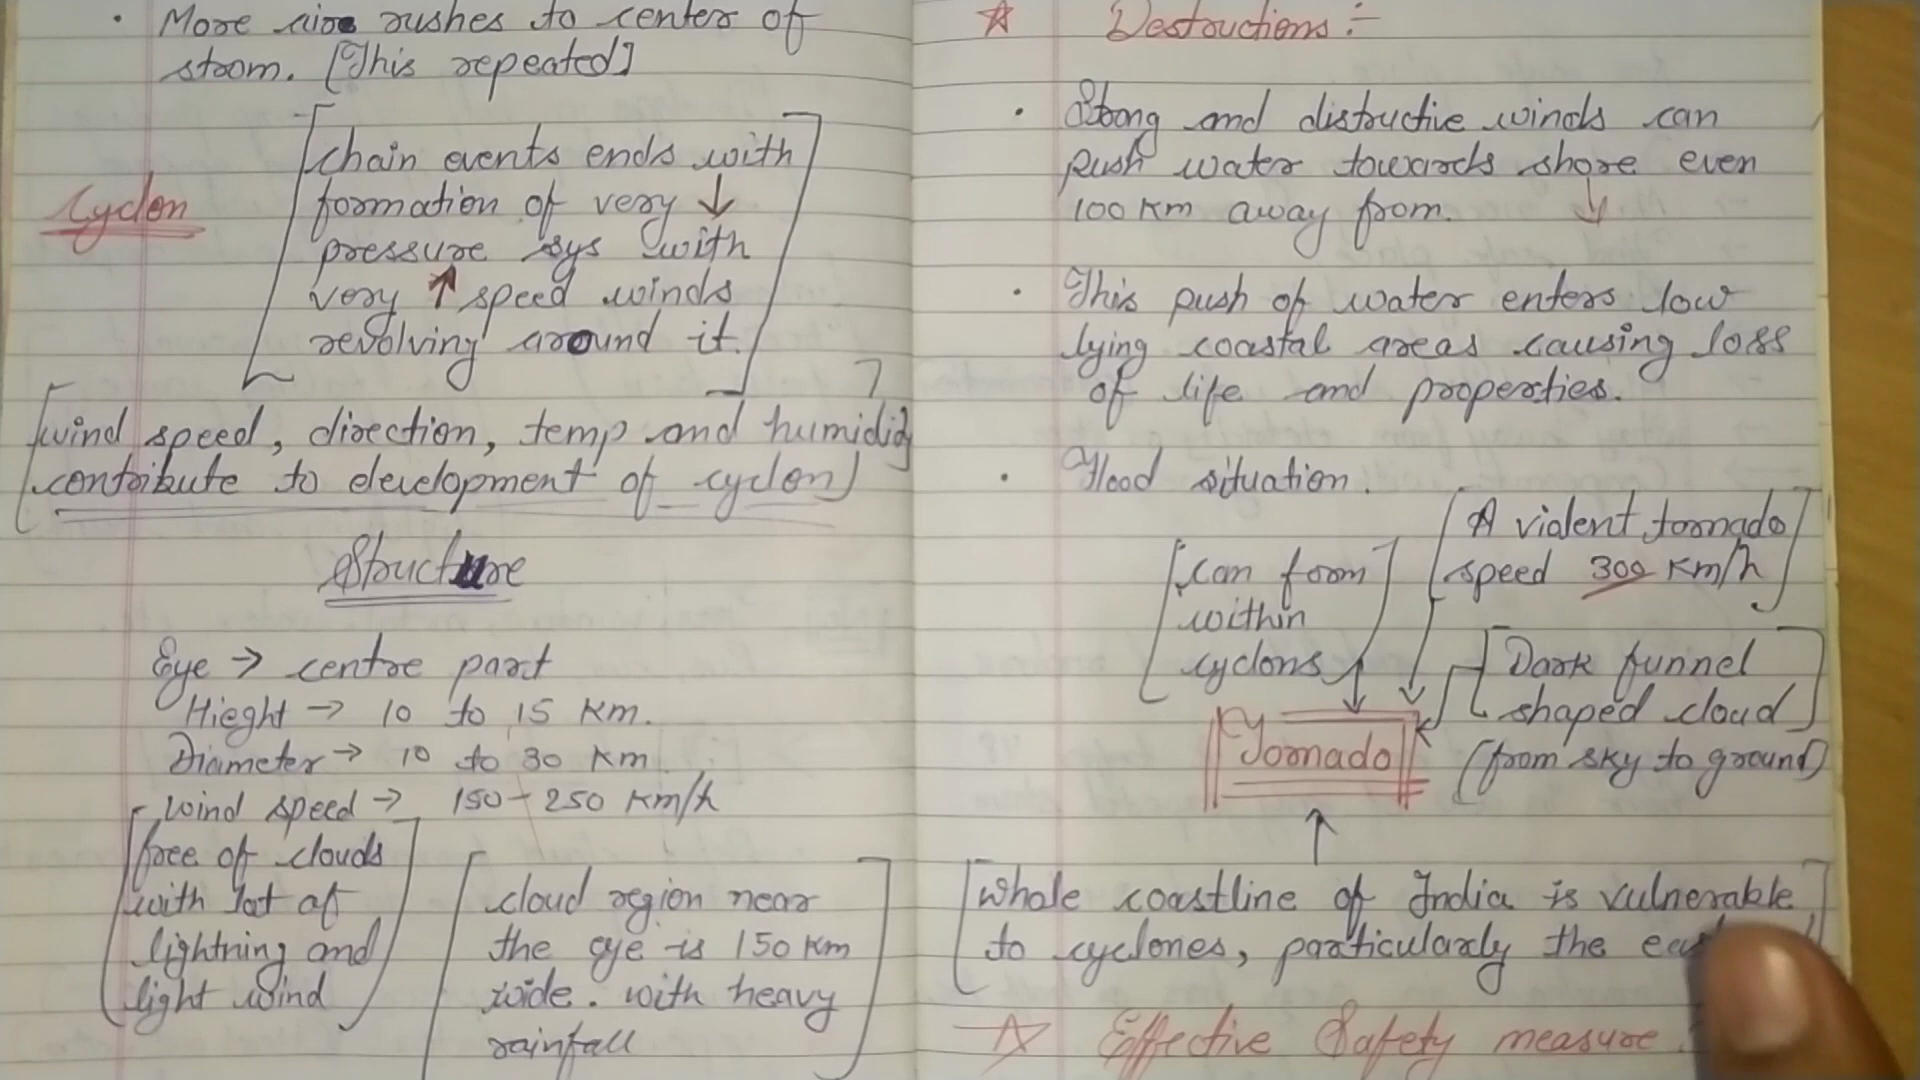 • More aire rushes to center of
strom. [This repeated]
[chain events ends with
formation of very ↓
pressure sys with
very ↑ speed winds
revolving around it.]
Cyclon
[wind speed, direction, temp and humidity
contribute to development of cyclon]
Structure
Eye → centre part
Hieght → 10 to 15 Km.
Diameter → 10 to 30 Km
Wind speed → 150 - 250 Km/h
[free of clouds
with lot of
lightning and
light wind]
[cloud region near
the eye is 150 Km
wide. with heavy
rainfall
☆ Destructions :-
• Strong and distructive winds can
push water towards shore even
100 Km away from. ↓
• This push of water enters low
lying coastal areas causing loss
of life and properties.
• Flood situation.
[A violent tornado
speed 300 Km/h]
[can form
within
cyclons]
[Dark funnel
shaped cloud]
(from sky to ground)
Tornado
[Whole coastline of India is vulnerable
to cyclones, particularly the
☆ Effective Safety measure